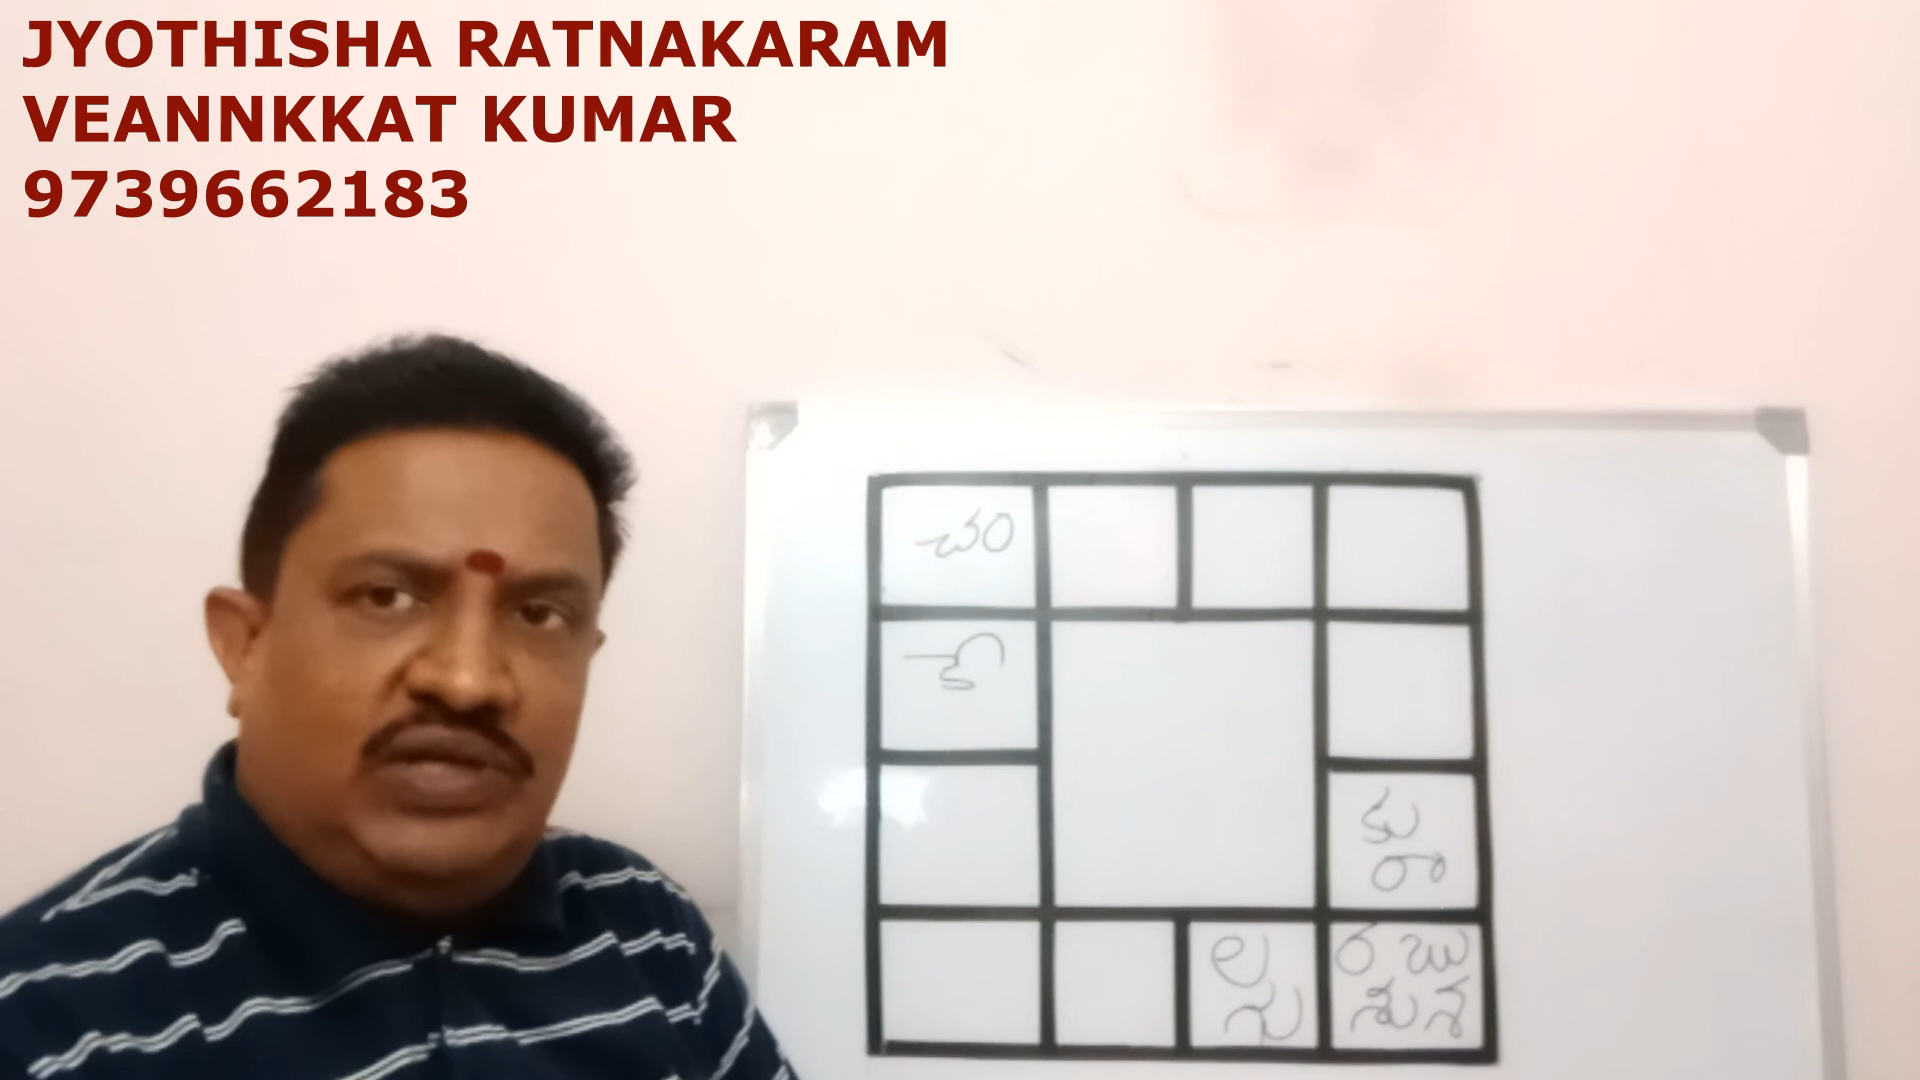 JYOTHISHA RATNAKARAM
VEANNKKAT KUMAR
9739662183
చం
కే
కు
రా
ల
గు
ర బు
శు శ